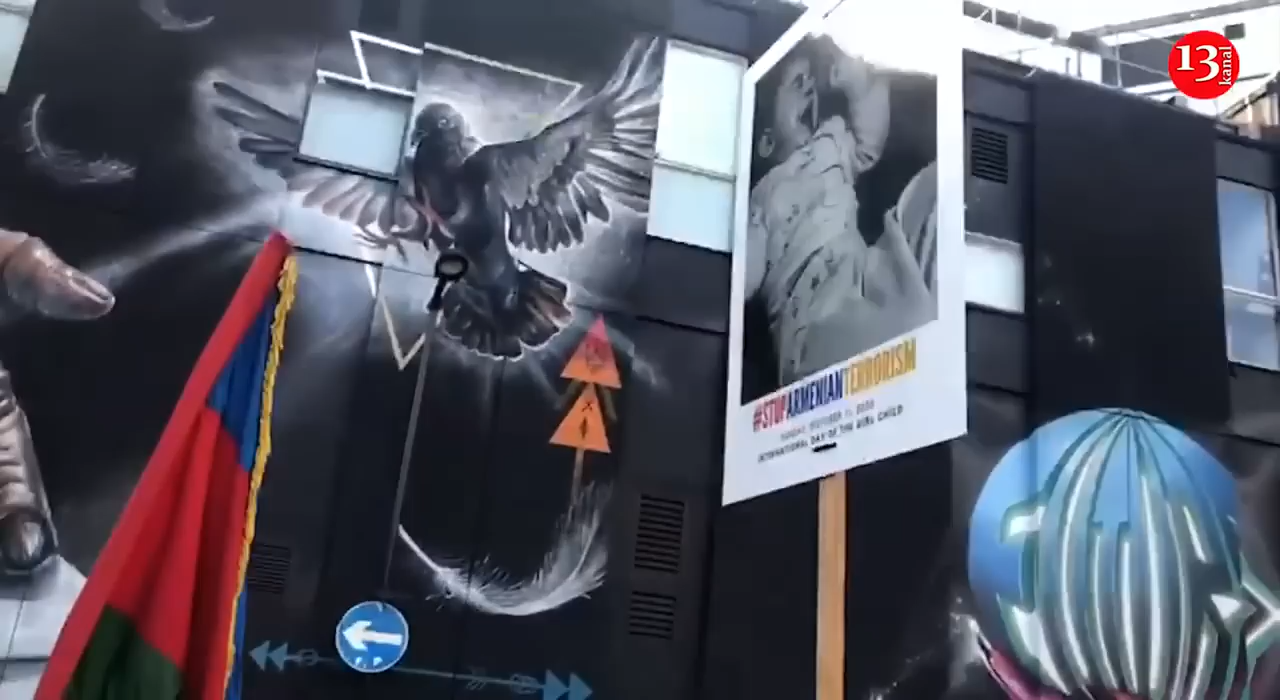 13
kanal
#STOPARMENIANTERRORISM
INTERNATIONAL DAY OF THE GIRL CHILD